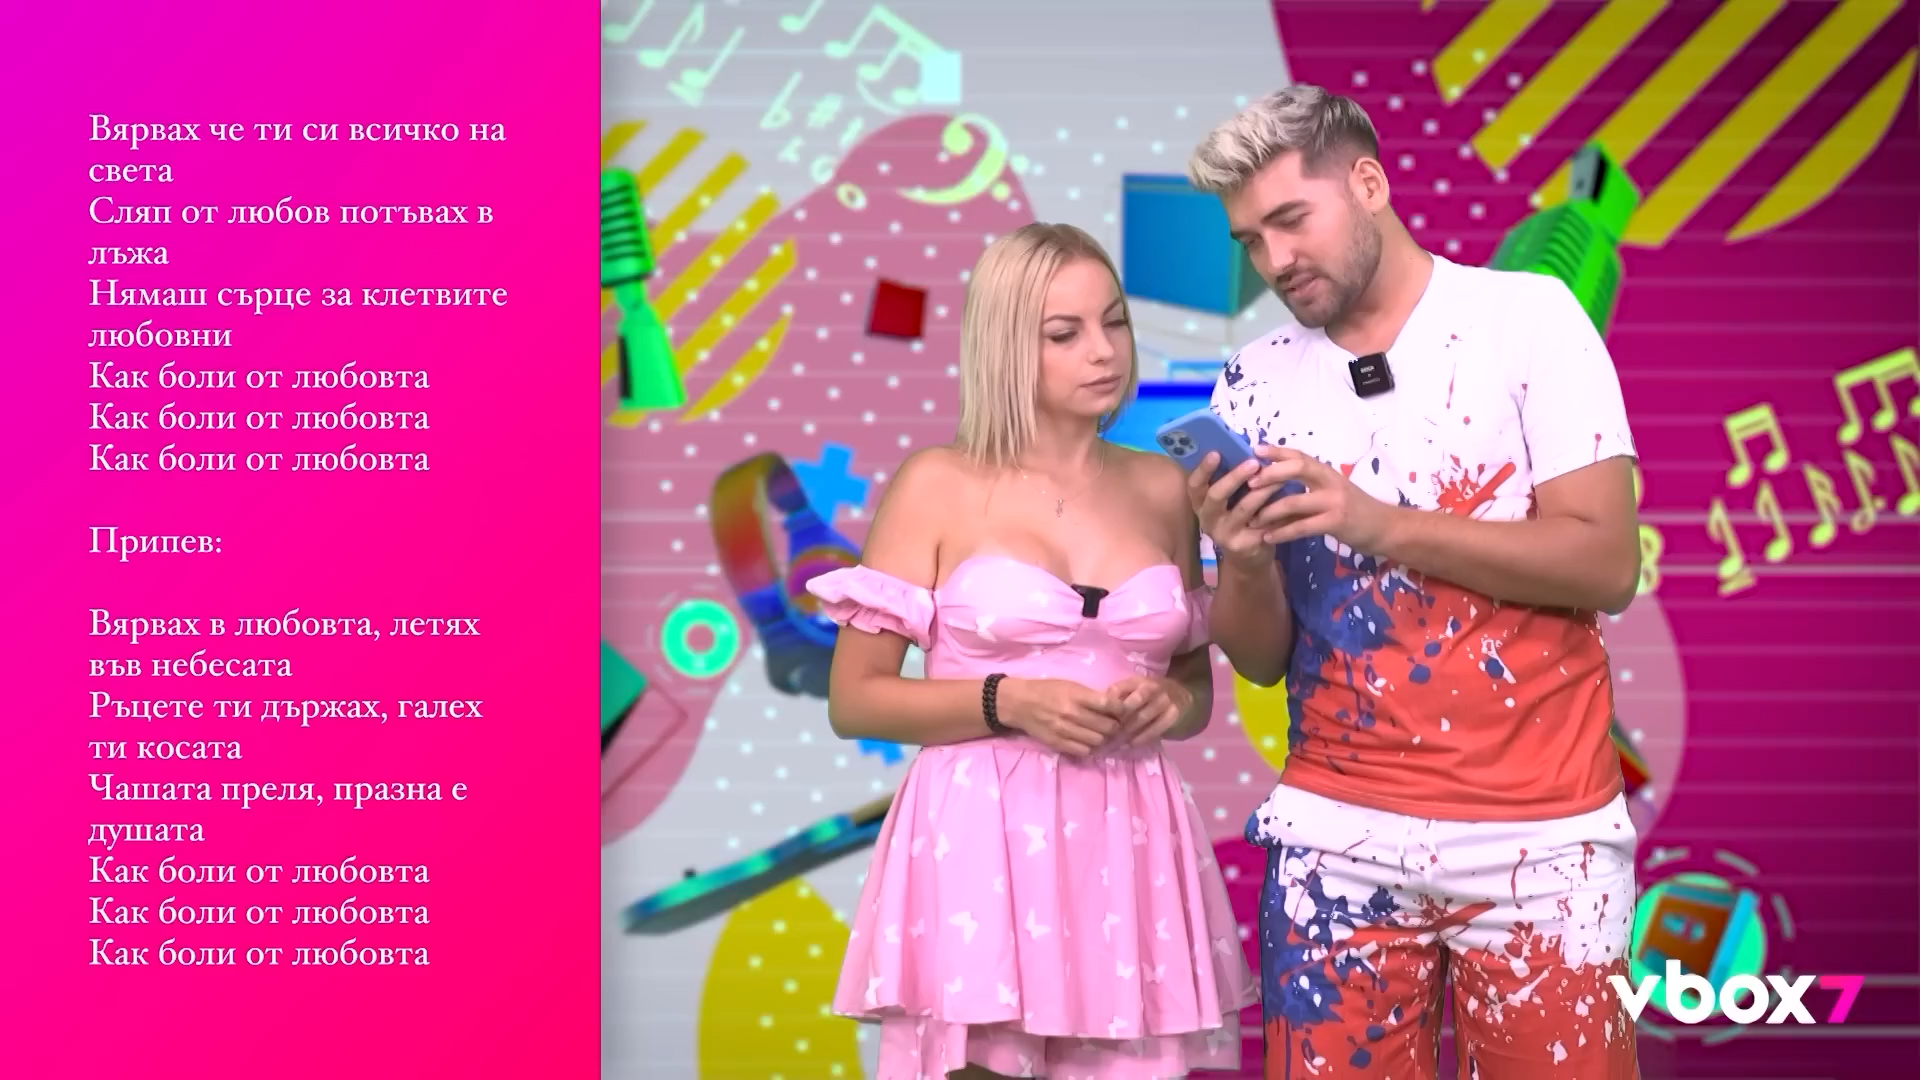 Вярвах че ти си всичко на
света
Сляп от любов потъвах в
лъжа
Нямаш сърце за клетвите
любовни
Как боли от любовта
Как боли от любовта
Как боли от любовта
Припев:
Вярвах в любовта, летях
във небесата
Ръцете ти държах, галех
ти косата
Чашата преля, празна е
душата
Как боли от любовта
Как боли от любовта
Как боли от любовта
vbox7